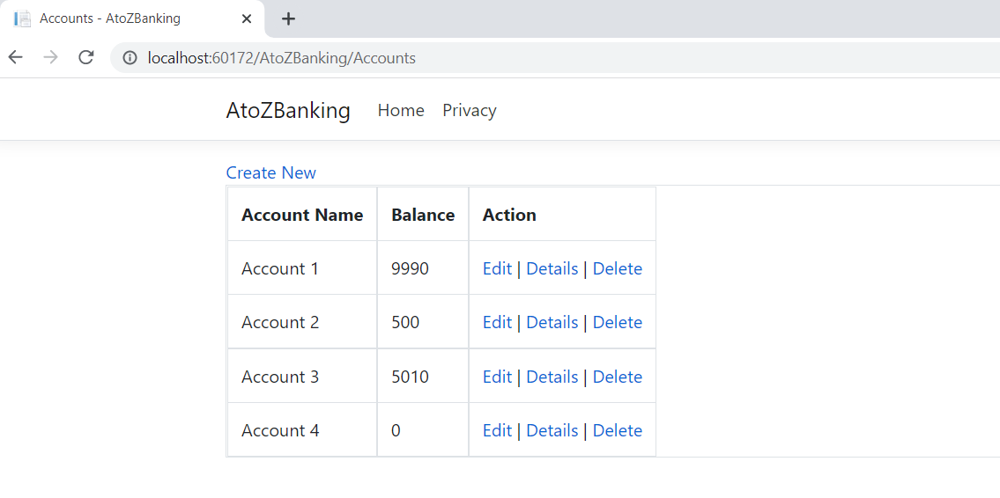 Accounts - AtoZBanking
localhost:60172/AtoZBanking/Accounts
AtoZBanking Home Privacy
Create New
Account Name Balance Action
Account 1 9990 Edit | Details | Delete
Account 2 500 Edit | Details | Delete
Account 3 5010 Edit | Details | Delete
Account 4 0 Edit | Details | Delete